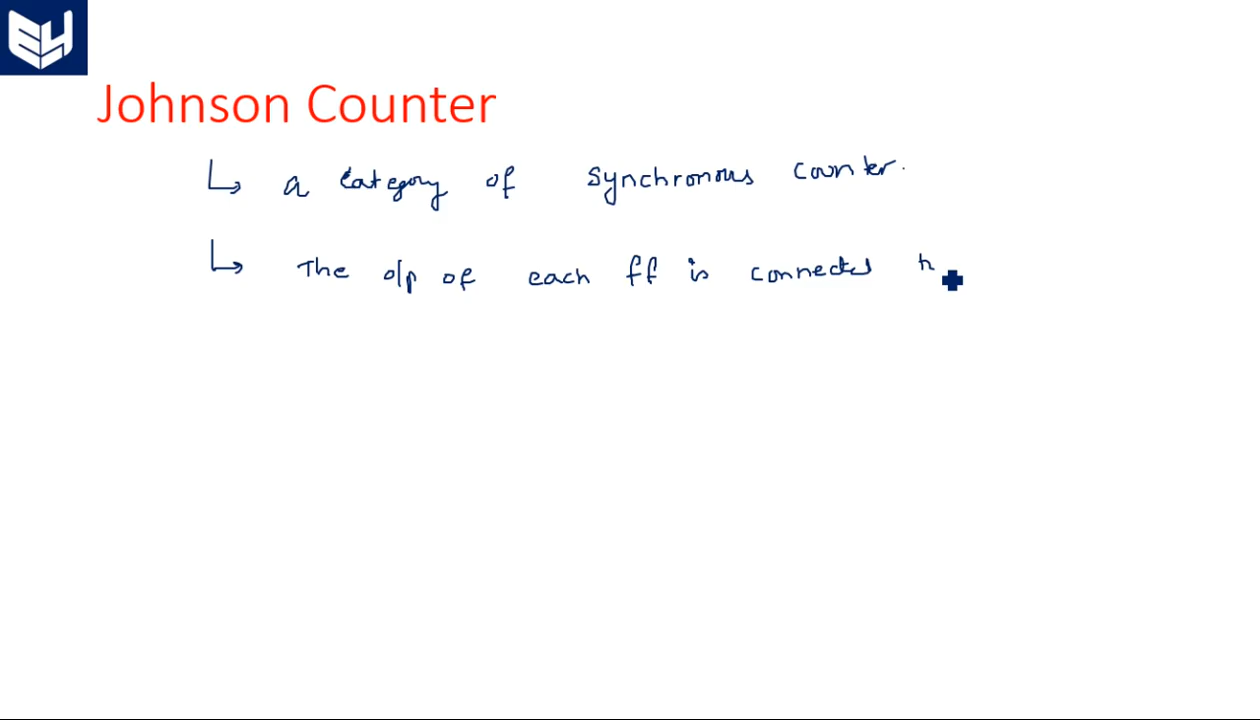 Johnson Counter
↳ a category of synchronous counter.
↳ The o/p of each ff is connected